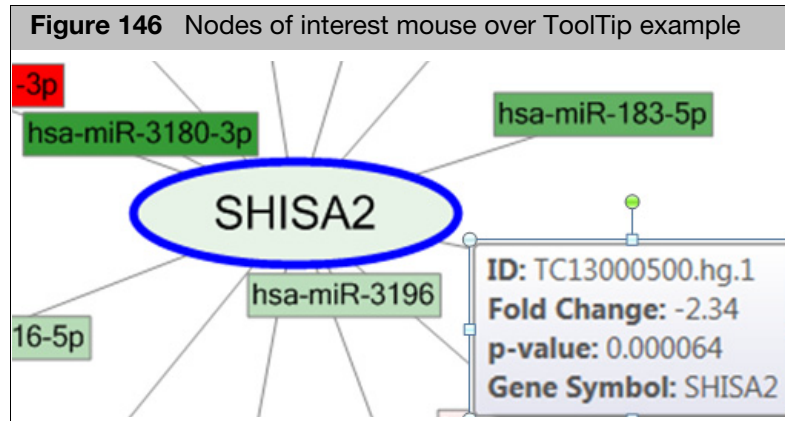 Figure 146 Nodes of interest mouse over ToolTip example
-3p
hsa-miR-3180-3p
hsa-miR-183-5p
SHISA2
hsa-miR-3196
16-5p
ID: TC13000500.hg.1
Fold Change: -2.34
p-value: 0.000064
Gene Symbol: SHISA2